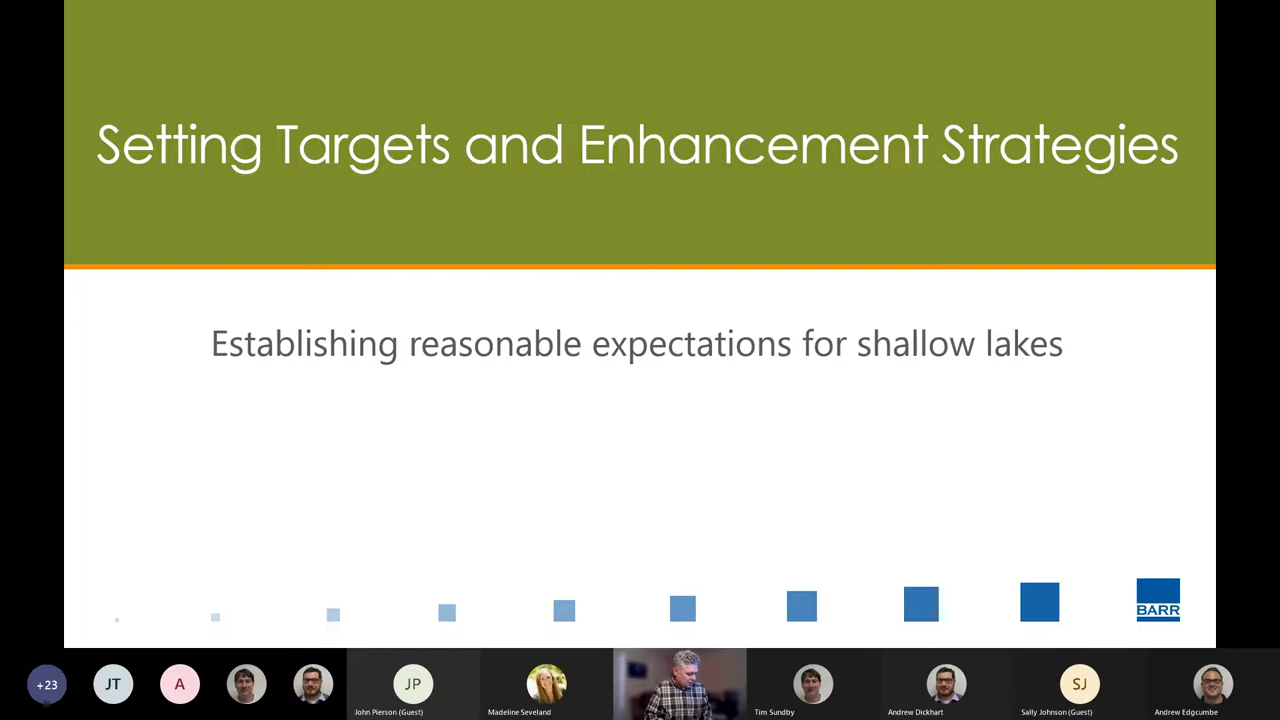 Setting Targets and Enhancement Strategies
Establishing reasonable expectations for shallow lakes
BARR
+23
JT
A
JP
John Pierson (Guest)
Madeline Seveland
Tim Sundby
Andrew Dickhart
SJ
Sally Johnson (Guest)
Andrew Edgcumbe